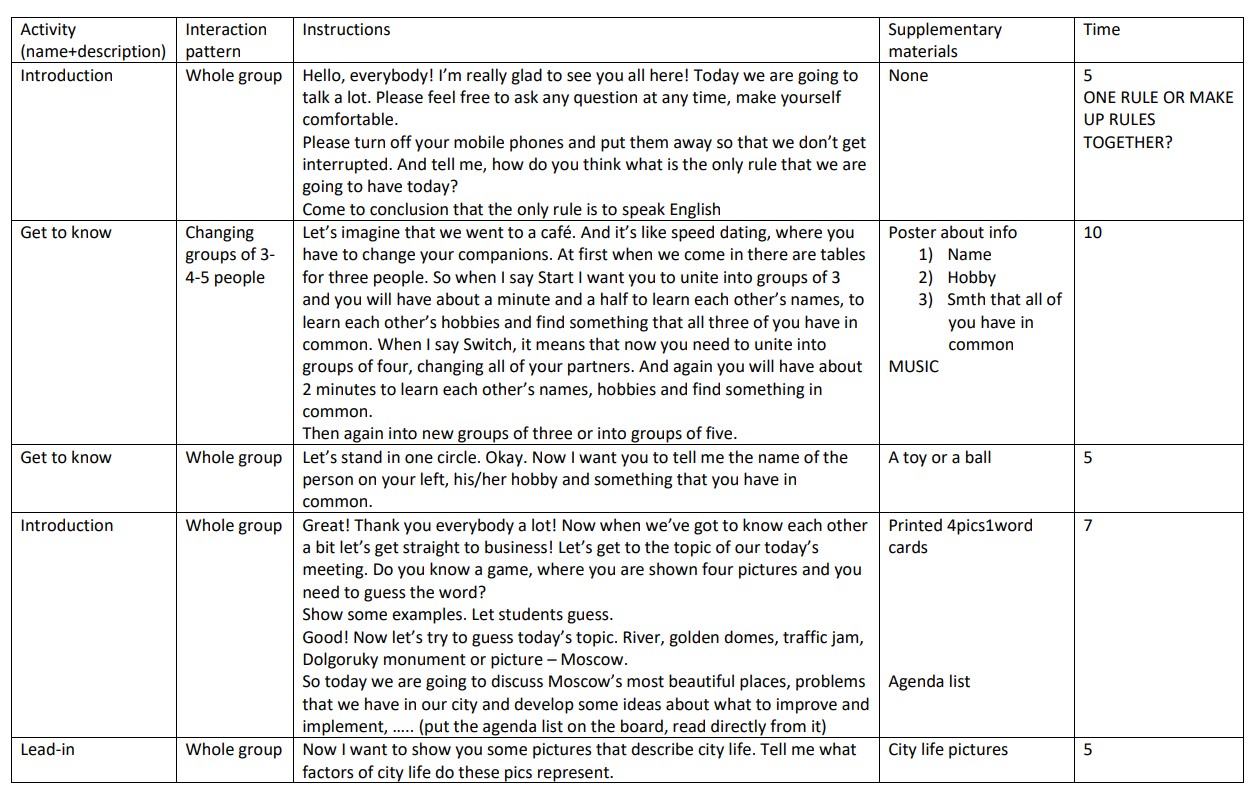 Activity
(name+description)
Interaction
pattern
Instructions
Supplementary
materials
Time
Introduction
Whole group
Hello, everybody! I'm really glad to see you all here! Today we are going to
talk a lot. Please feel free to ask any question at any time, make yourself
comfortable.
Please turn off your mobile phones and put them away so that we don't get
interrupted. And tell me, how do you think what is the only rule that we are
going to have today?
Come to conclusion that the only rule is to speak English
None
5
ONE RULE OR MAKE
UP RULES
TOGETHER?
Get to know
Changing
groups of 3-
4-5 people
Let's imagine that we went to a café. And it's like speed dating, where you
have to change your companions. At first when we come in there are tables
for three people. So when I say Start I want you to unite into groups of 3
and you will have about a minute and a half to learn each other's names, to
learn each other's hobbies and find something that all three of you have in
common. When I say Switch, it means that now you need to unite into
groups of four, changing all of your partners. And again you will have about
2 minutes to learn each other's names, hobbies and find something in
common.
Then again into new groups of three or into groups of five.
Poster about info
1) Name
2) Hobby
3) Smth that all of
you have in
common
MUSIC
10
Get to know
Whole group
Let's stand in one circle. Okay. Now I want you to tell me the name of the
person on your left, his/her hobby and something that you have in
common.
A toy or a ball
5
Introduction
Whole group
Great! Thank you everybody a lot! Now when we've got to know each other
a bit let's get straight to business! Let's get to the topic of our today's
meeting. Do you know a game, where you are shown four pictures and you
need to guess the word?
Show some examples. Let students guess.
Good! Now let's try to guess today's topic. River, golden domes, traffic jam,
Dolgoruky monument or picture – Moscow.
So today we are going to discuss Moscow's most beautiful places, problems
that we have in our city and develop some ideas about what to improve and
implement, ..... (put the agenda list on the board, read directly from it)
Printed 4pics1word
cards
Agenda list
7
Lead-in
Whole group
Now I want to show you some pictures that describe city life. Tell me what
factors of city life do these pics represent.
City life pictures
5